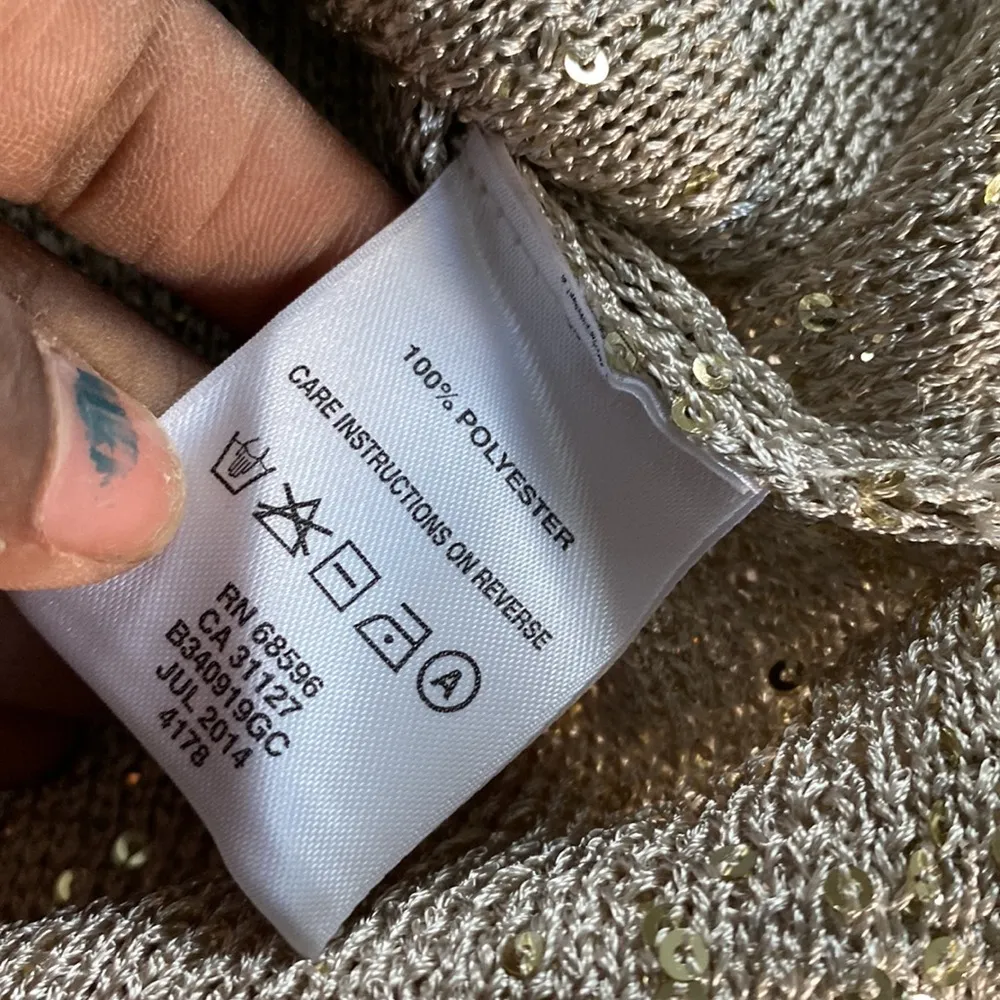 100% POLYESTER
CARE INSTRUCTIONS ON REVERSE
A
RN 68596
CA 31127
B340919GC
JUL 2014
4178